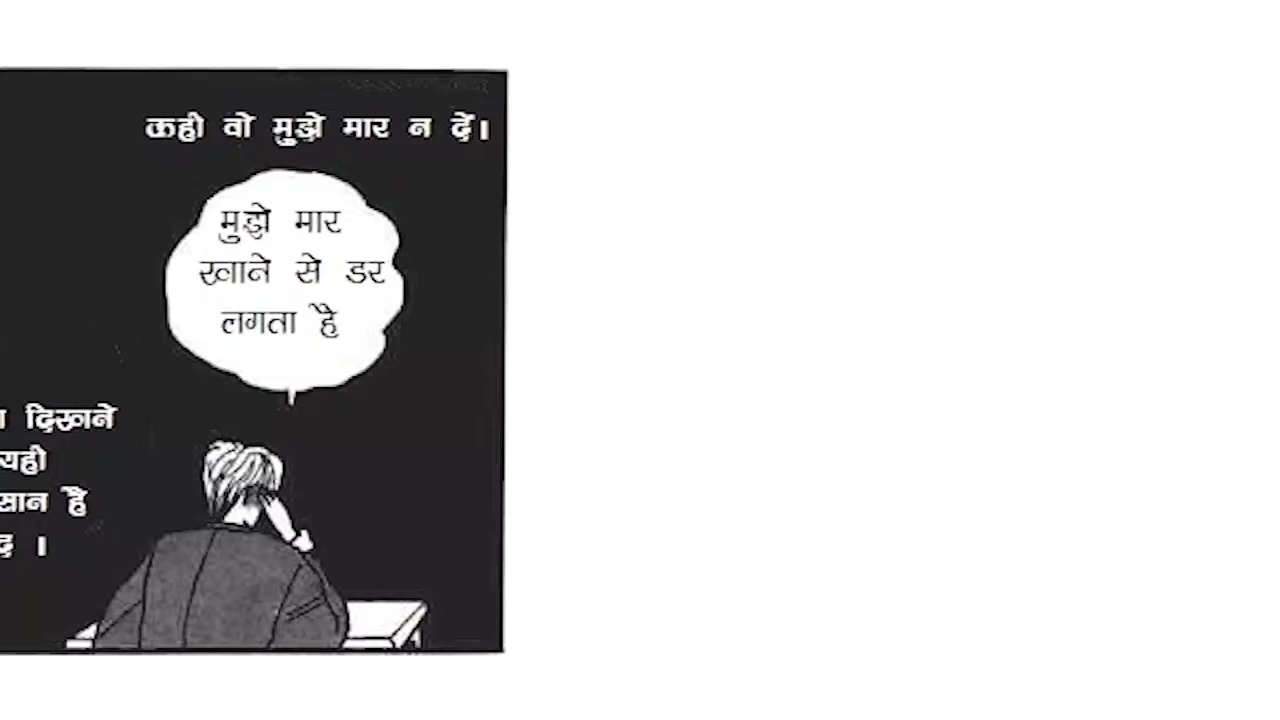 कही वो मुझे मार न दें।
मुझे मार
खाने से डर
लगता है
दिखाने
यही
है
।